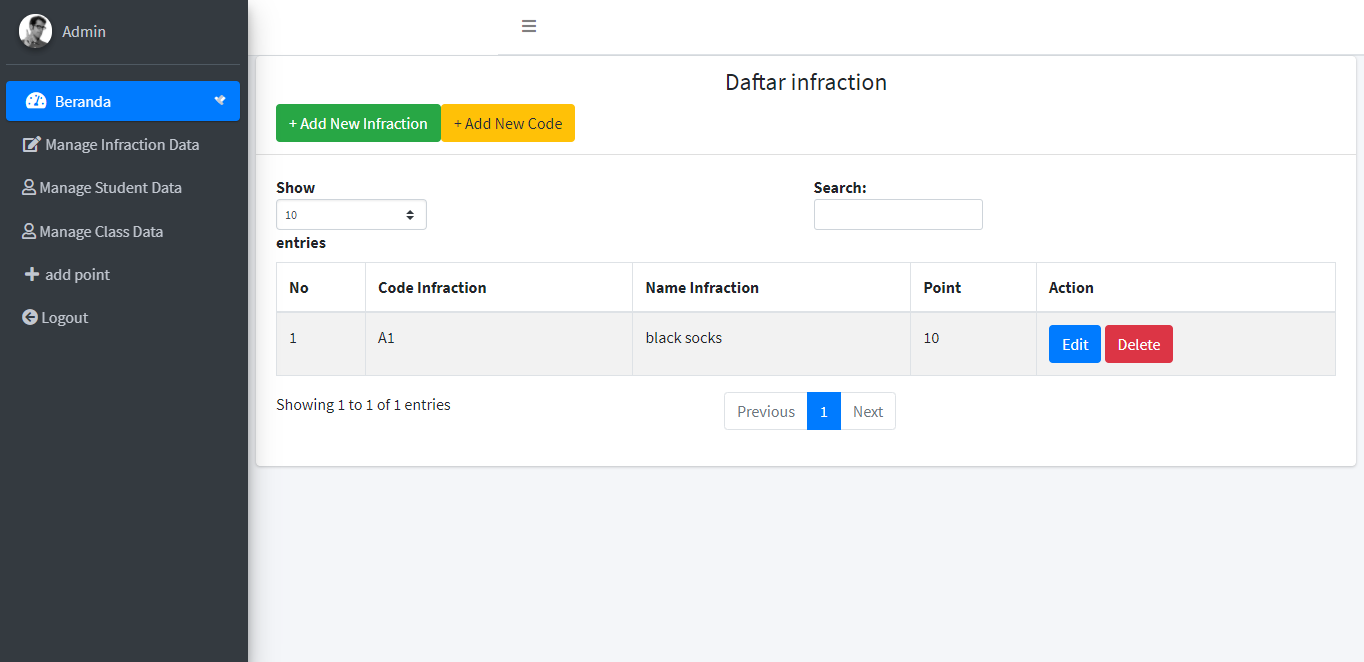 Admin
Beranda
Manage Infraction Data
Manage Student Data
Manage Class Data
add point
Logout
Daftar infraction
+ Add New Infraction + Add New Code
Show
10
entries
Search:
No Code Infraction Name Infraction Point Action
1 A1 black socks 10 Edit Delete
Showing 1 to 1 of 1 entries
Previous 1 Next